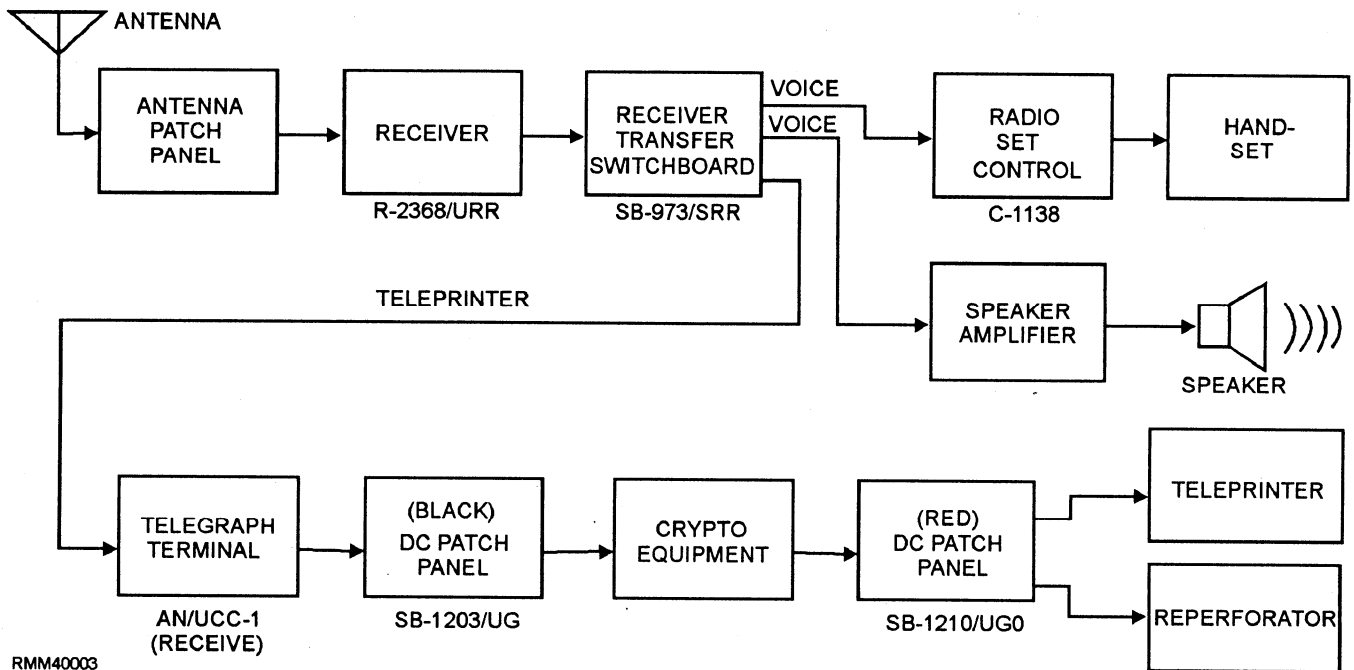 ANTENNA
ANTENNA
PATCH
PANEL
RECEIVER
R-2368/URR
RECEIVER
TRANSFER
SWITCHBOARD
SB-973/SRR
VOICE
VOICE
RADIO
SET
CONTROL
C-1138
HAND-
SET
TELEPRINTER
SPEAKER
AMPLIFIER
SPEAKER
TELEGRAPH
TERMINAL
AN/UCC-1
(RECEIVE)
(BLACK)
DC PATCH
PANEL
SB-1203/UG
CRYPTO
EQUIPMENT
(RED)
DC PATCH
PANEL
SB-1210/UG0
TELEPRINTER
REPERFORATOR
RMM40003